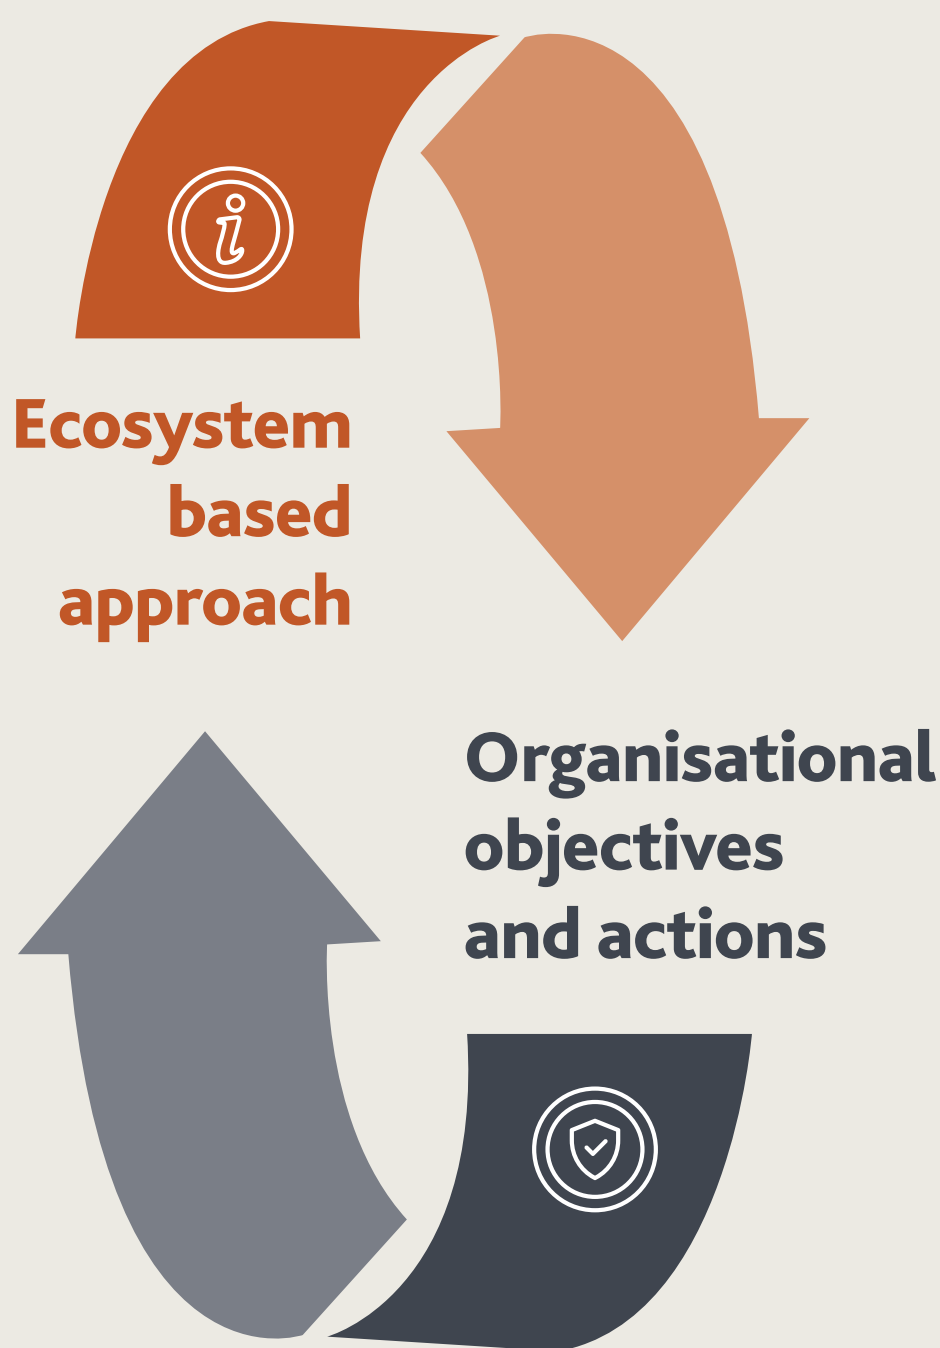 Ecosystem
based
approach
Organisational
objectives
and actions